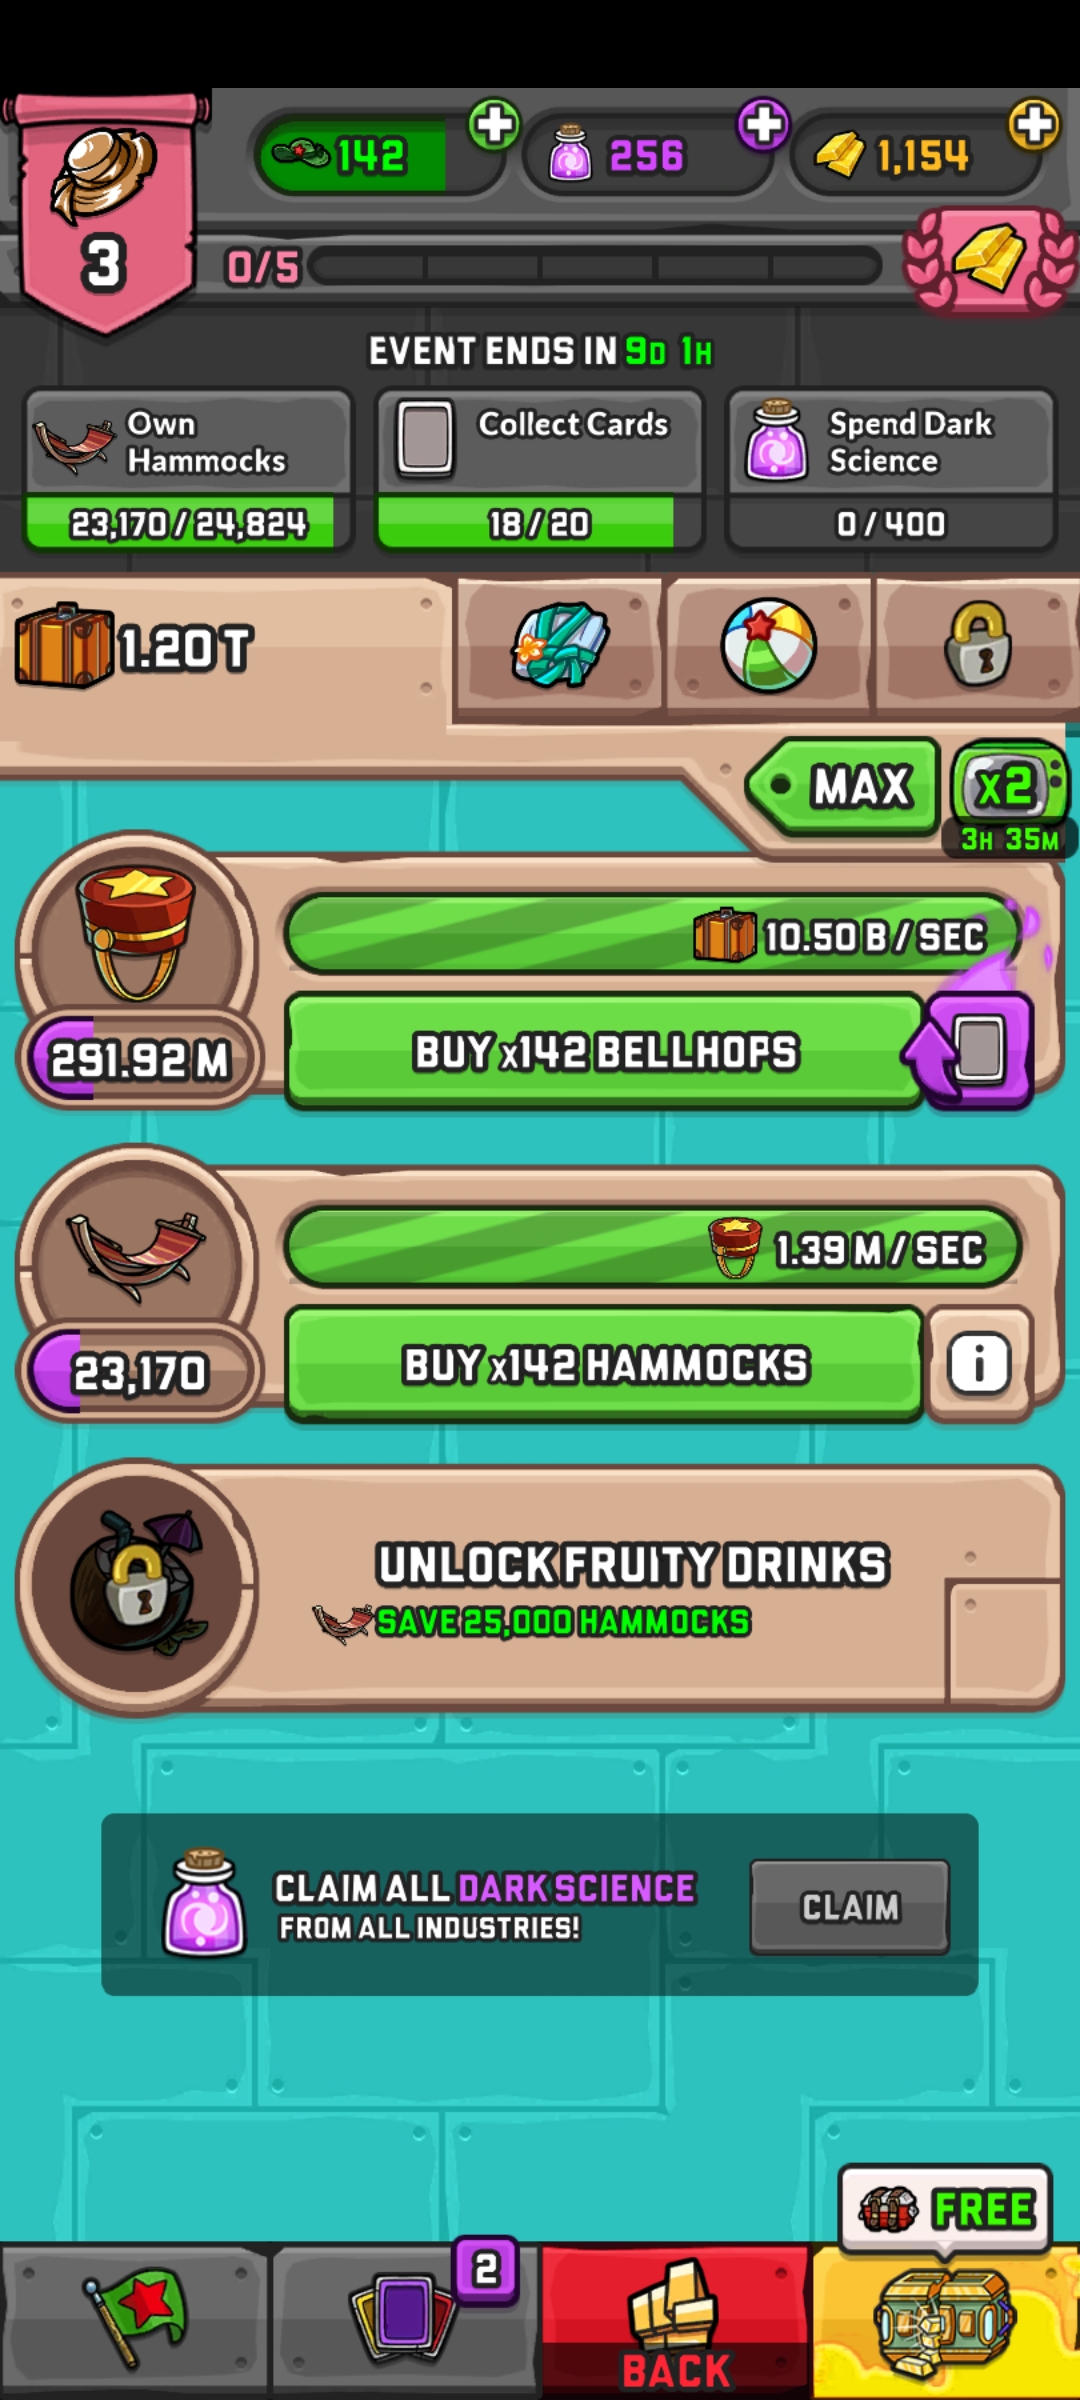 142
256
1,154
3
0/5
EVENT ENDS IN 9D 1H
Own Hammocks
23,170 / 24,824
Collect Cards
18 / 20
Spend Dark Science
0 / 400
1.20 T
MAX
x2
3H 35M
10.50 B / SEC
291.92 M
BUY x142 BELLHOPS
1.39 M / SEC
23,170
BUY x142 HAMMOCKS
i
UNLOCK FRUITY DRINKS
SAVE 25,000 HAMMOCKS
CLAIM ALL DARK SCIENCE
FROM ALL INDUSTRIES!
CLAIM
FREE
2
BACK